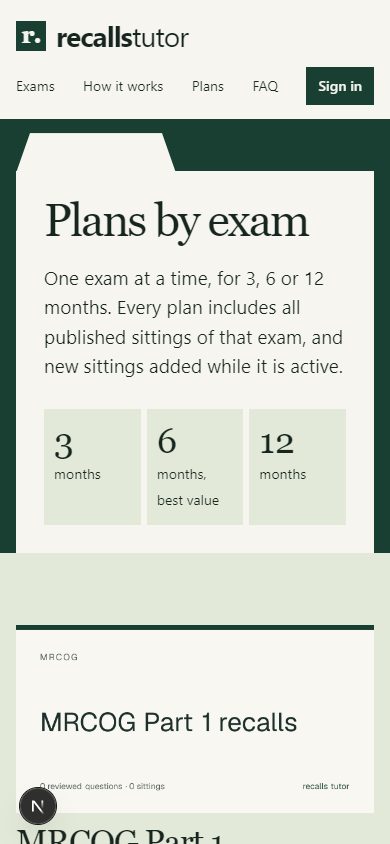 r. recallstutor
Exams How it works Plans FAQ Sign in
Plans by exam
One exam at a time, for 3, 6 or 12
months. Every plan includes all
published sittings of that exam, and
new sittings added while it is active.
3
months
6
months,
best value
12
months
MRCOG
MRCOG Part 1 recalls
0 reviewed questions · 0 sittings
recalls tutor
N
MRCOG Part 1